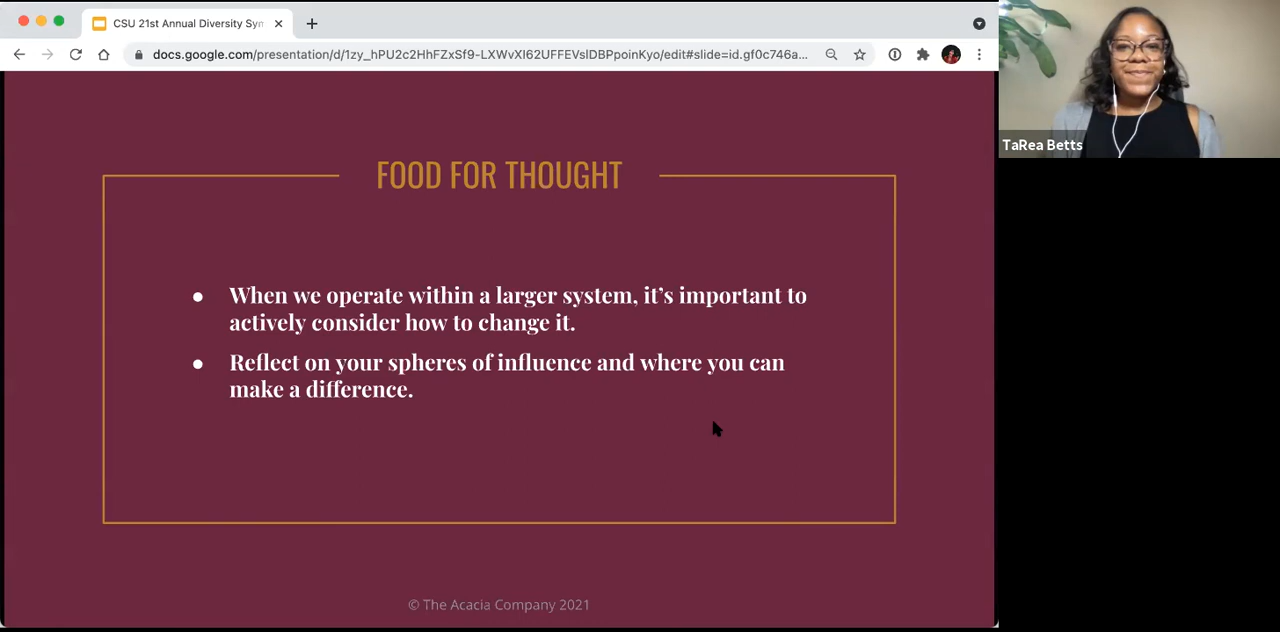 CSU 21st Annual Diversity Sym
docs.google.com/presentation/d/1zy_hPU2c2HhFZxSf9-LXWvXI62UFFEVsIDBPpoinKyo/edit#slide=id.gf0c746a...
TaRea Betts
FOOD FOR THOUGHT
● When we operate within a larger system, it's important to
actively consider how to change it.
● Reflect on your spheres of influence and where you can
make a difference.
© The Acacia Company 2021